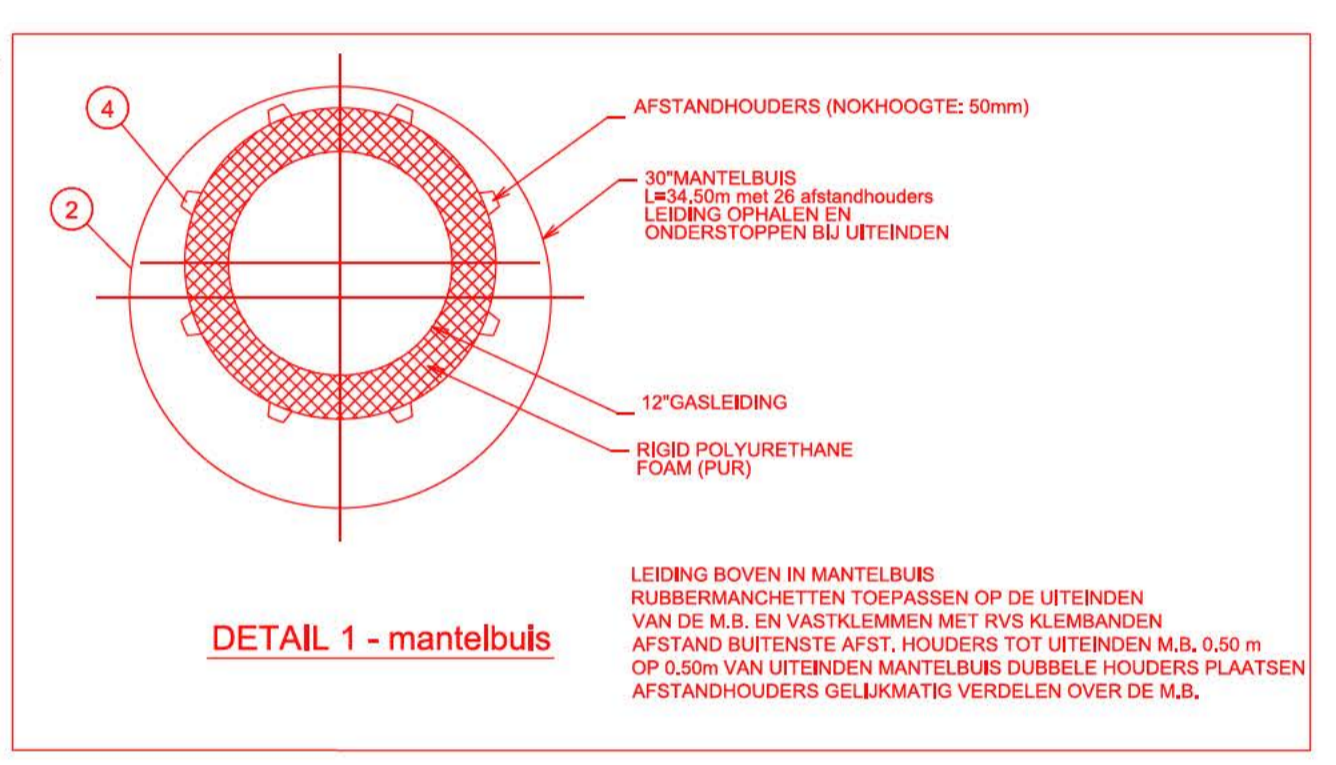 4
2
AFSTANDHOUDERS (NOKHOOGTE: 50mm)
30"MANTELBUIS
L=34,50m met 26 afstandhouders
LEIDING OPHALEN EN
ONDERSTOPPEN BIJ UITEINDEN
12"GASLEIDING
RIGID POLYURETHANE
FOAM (PUR)
DETAIL 1 - mantelbuis
LEIDING BOVEN IN MANTELBUIS
RUBBERMANCHETTEN TOEPASSEN OP DE UITEINDEN
VAN DE M.B. EN VASTKLEMMEN MET RVS KLEMBANDEN
AFSTAND BUITENSTE AFST. HOUDERS TOT UITEINDEN M.B. 0.50 m
OP 0.50m VAN UITEINDEN MANTELBUIS DUBBELE HOUDERS PLAATSEN
AFSTANDHOUDERS GELIJKMATIG VERDELEN OVER DE M.B.